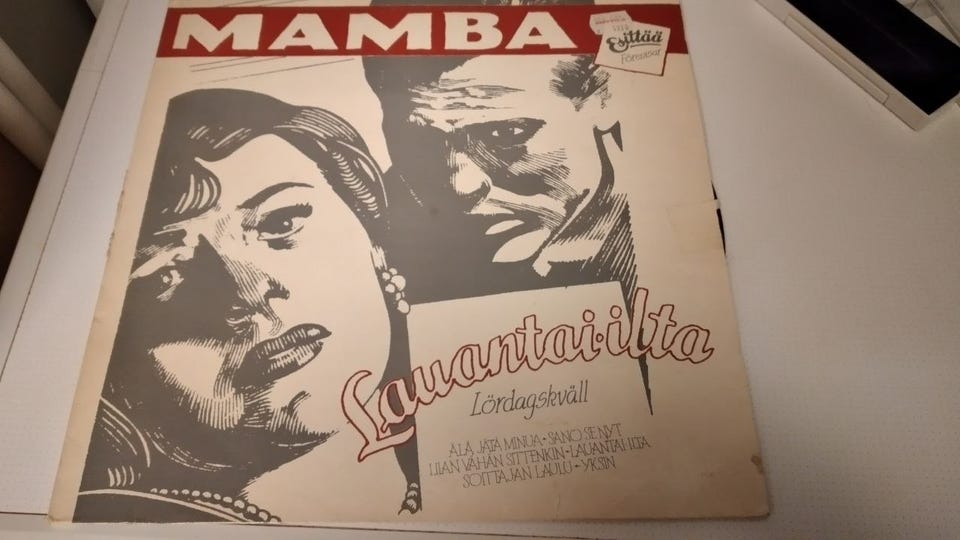 MAMBA
Esittää
Förevisar
Lauantai-ilta
Lördagskväll
ÄLÄ JÄTÄ MINUA • SANO SE NYT
LIIAN VÄHÄN SITTENKIN • LAUANTAI-ILTA
SOITTAJAN LAULU • YKSIN